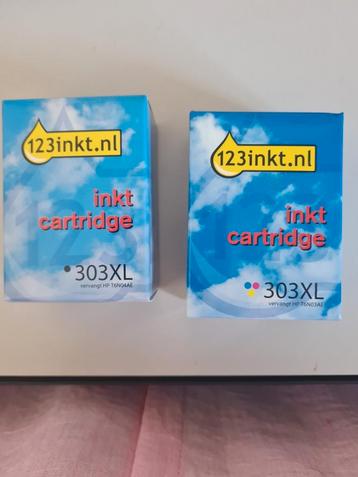 123inkt.nl
inkt
cartridge
303XL
vervangt HP T6N04AE
123inkt.nl
inkt
cartridge
303XL
vervangt HP T6N03AE